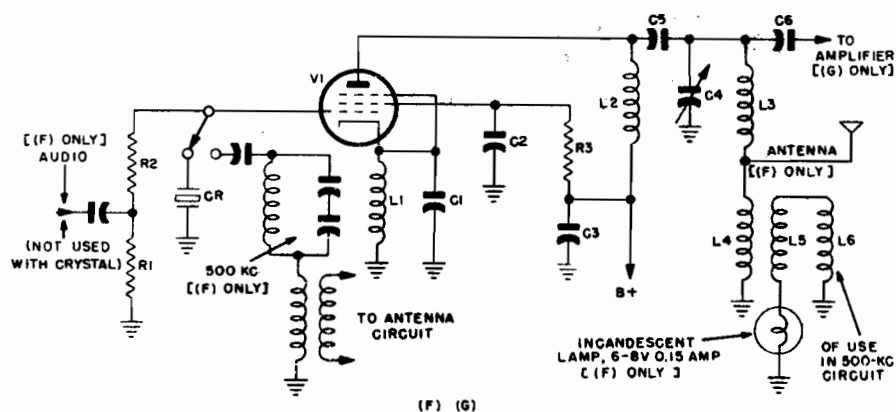 C5
C6
TO
AMPLIFIER
[(G) ONLY]
V1
L2
C4
L3
[(F) ONLY]
AUDIO
R2
C2
R3
ANTENNA
[(F) ONLY]
CR
L1
C1
(NOT USED
WITH CRYSTAL)
R1
500 KC
[(F) ONLY]
C3
L4
L5
L6
B+
TO ANTENNA
CIRCUIT
INCANDESCENT
LAMP, 6-8V 0.15 AMP
[(F) ONLY]
OF USE
IN 500-KC
CIRCUIT
(F) (G)